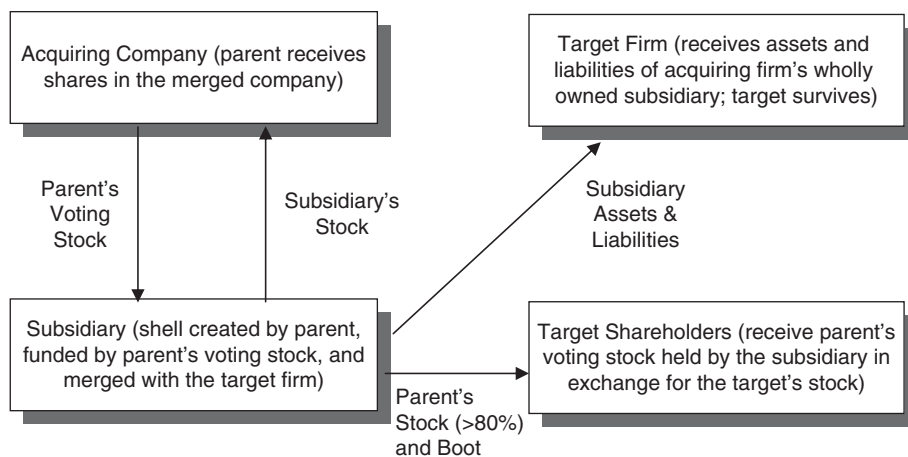 Acquiring Company (parent receives
shares in the merged company)
Target Firm (receives assets and
liabilities of acquiring firm’s wholly
owned subsidiary; target survives)
Parent’s
Voting
Stock
Subsidiary’s
Stock
Subsidiary
Assets &
Liabilities
Subsidiary (shell created by parent,
funded by parent’s voting stock, and
merged with the target firm)
Target Shareholders (receive parent’s
voting stock held by the subsidiary in
exchange for the target’s stock)
Parent’s
Stock (>80%)
and Boot